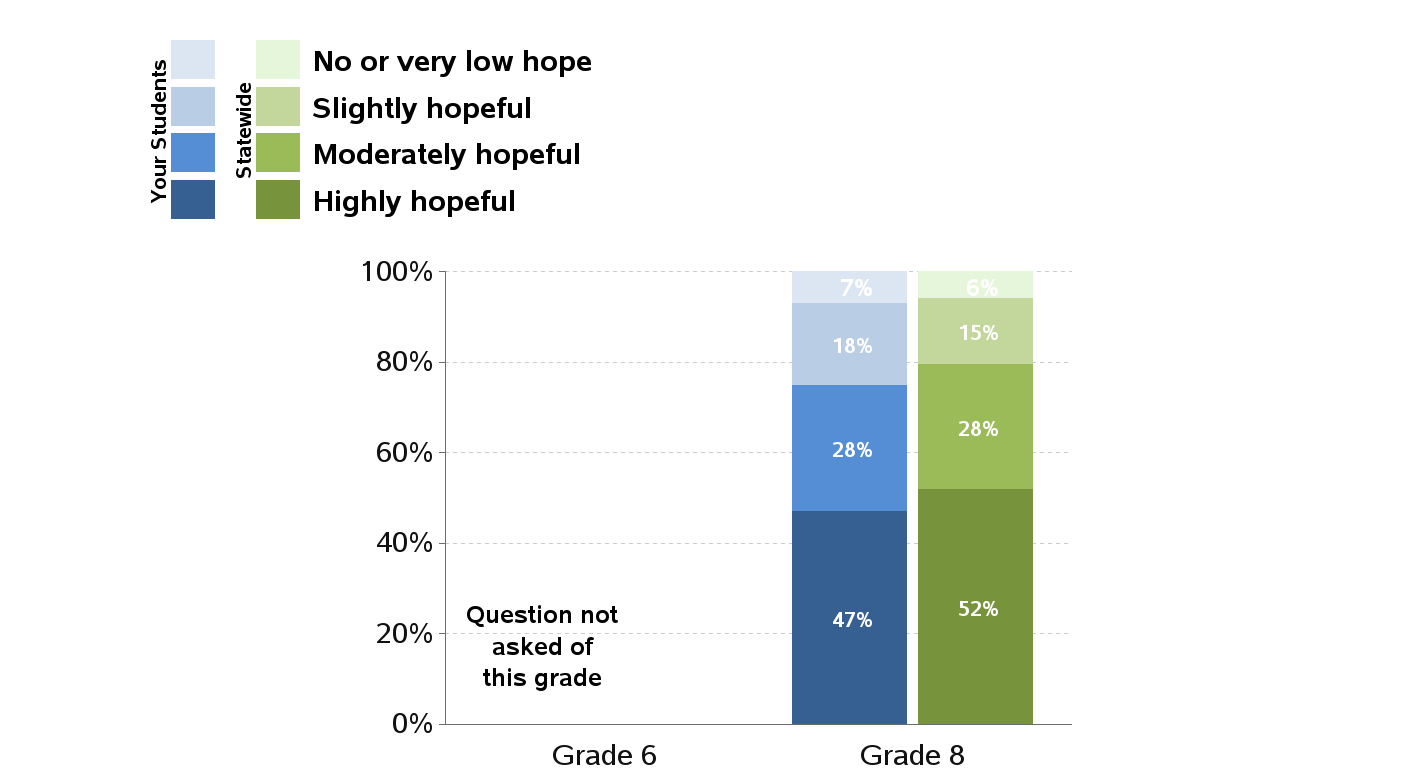 Your Students
Statewide
No or very low hope
Slightly hopeful
Moderately hopeful
Highly hopeful
100%
80%
60%
40%
20%
0%
7%
18%
28%
47%
6%
15%
28%
52%
Question not
asked of
this grade
Grade 6
Grade 8